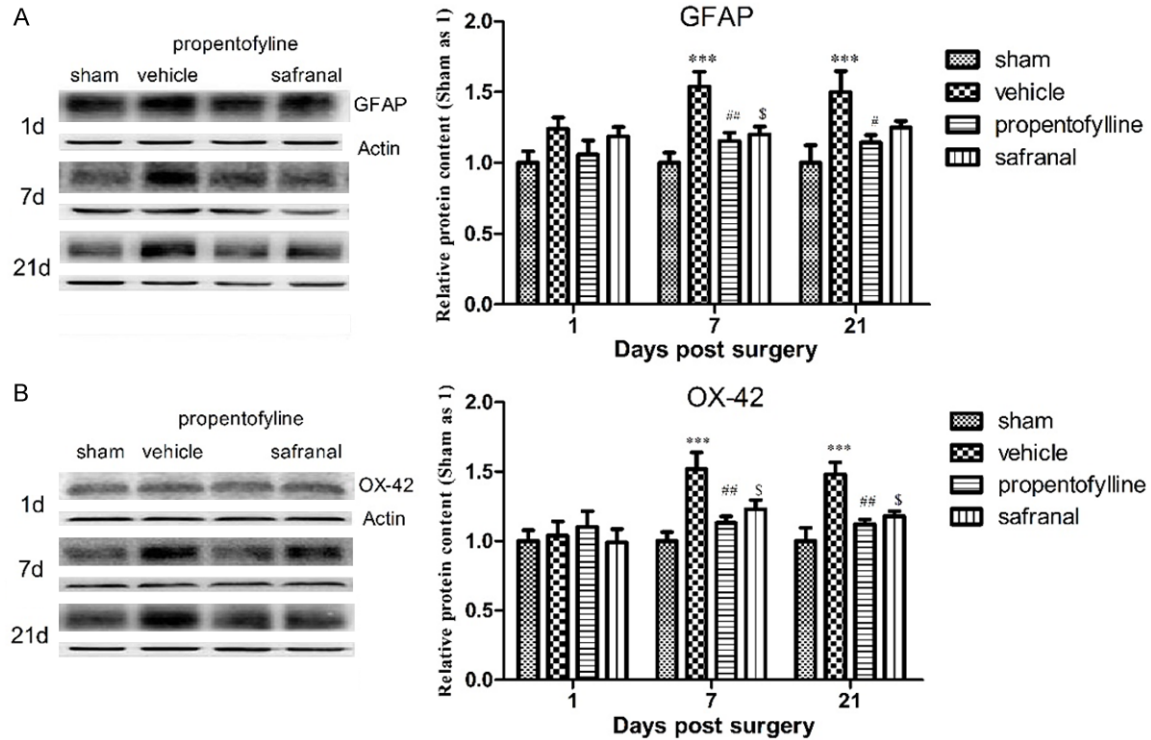 A
propentofyline
sham vehicle safranal
GFAP
1d
Actin
7d
21d
GFAP
Relative protein content (Sham as 1)
2.0
1.5
1.0
0.5
0.0
***
##
$
***
#
1 7 21
Days post surgery
sham
vehicle
propentofylline
safranal
B
propentofyline
sham vehicle safranal
OX-42
1d
Actin
7d
21d
OX-42
Relative protein content (Sham as 1)
2.0
1.5
1.0
0.5
0.0
***
##
$
***
##
$
1 7 21
Days post surgery
sham
vehicle
propentofylline
safranal